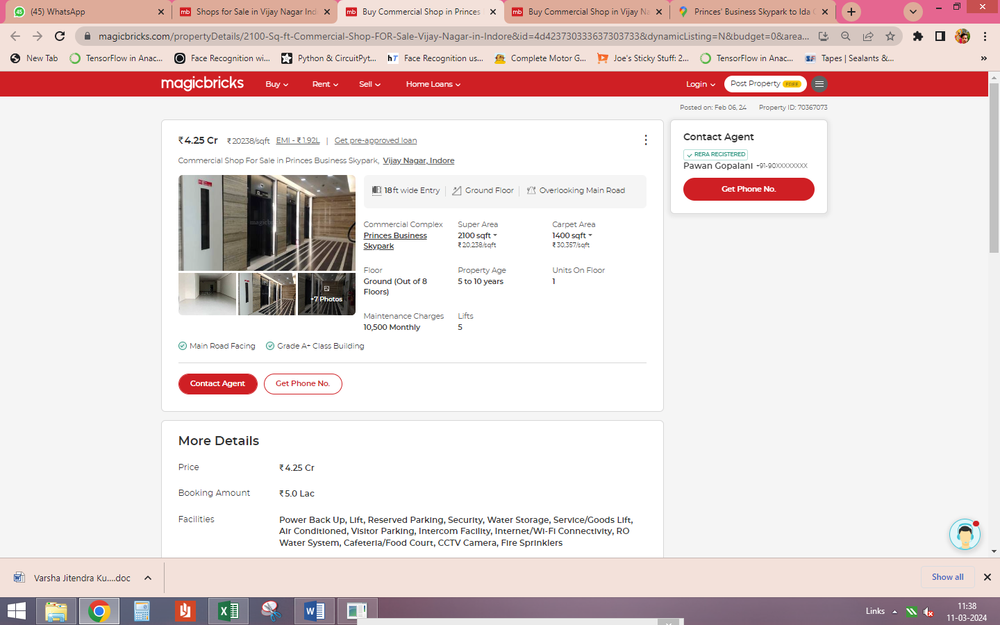 (45) WhatsApp
Shops for Sale in Vijay Nagar Ind
Buy Commercial Shop in Princes
Buy Commercial Shop in Vijay Na
Princes' Business Skypark to Ida
magicbricks.com/propertyDetails/2100-Sq-ft-Commercial-Shop-FOR-Sale-Vijay-Nagar-in-Indore&id=4d423730333637303733&dynamicListing=N&budget=0&area...
New Tab
TensorFlow in Anac...
Face Recognition wi...
Python & CircuitPyt...
hT Face Recognition us...
Complete Motor G...
Joe's Sticky Stuff: 2...
TensorFlow in Anac...
Tapes | Sealants &...
»
magicbricks
Buy
Rent
Sell
Home Loans
Login
Post Property FREE
Posted on: Feb 06, 24 Property ID: 70367073
₹4.25 Cr ₹20238/sqft EMI - ₹1.92L | Get pre-approved loan
Commercial Shop For Sale in Princes Business Skypark, Vijay Nagar, Indore
magicbricks
+7 Photos
18ft wide Entry
Ground Floor
Overlooking Main Road
Commercial Complex
Princes Business
Skypark
Super Area
2100 sqft
₹20,238/sqft
Carpet Area
1400 sqft
₹30,357/sqft
Floor
Ground (Out of 8
Floors)
Property Age
5 to 10 years
Units On Floor
1
Maintenance Charges
10,500 Monthly
Lifts
5
Main Road Facing
Grade A+ Class Building
Contact Agent
Get Phone No.
Contact Agent
RERA REGISTERED
Pawan Gopalani +91-90XXXXXXXX
Get Phone No.
More Details
Price
₹4.25 Cr
Booking Amount
₹5.0 Lac
Facilities
Power Back Up, Lift, Reserved Parking, Security, Water Storage, Service/Goods Lift,
Air Conditioned, Visitor Parking, Intercom Facility, Internet/Wi-Fi Connectivity, RO
Water System, Cafeteria/Food Court, CCTV Camera, Fire Sprinklers
Varsha Jitendra Ku....doc
Show all
Links
11:38
11-03-2024